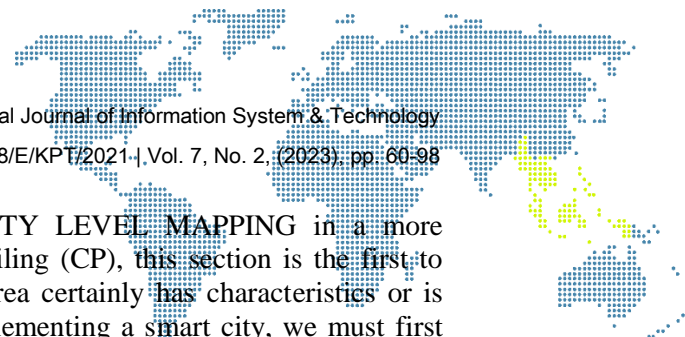 al Journal of Information System & Technology
8/E/KPT/2021 | Vol. 7, No. 2, (2023), pp. 60-98
TY LEVEL MAPPING in a more
iling (CP), this section is the first to
rea certainly has characteristics or is
lementing a smart city, we must first